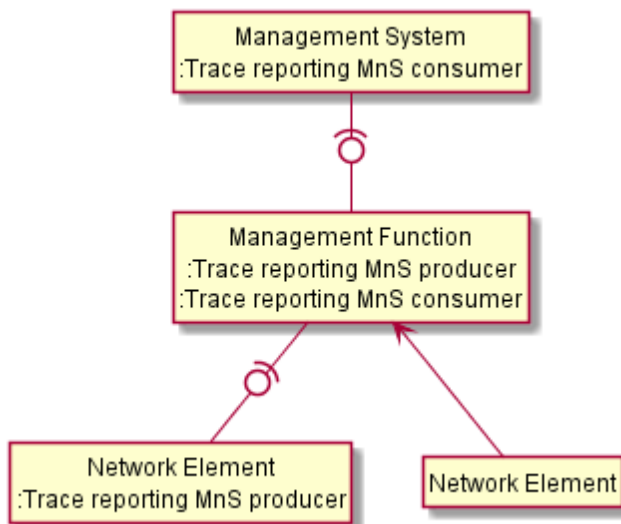 Management System
:Trace reporting MnS consumer
Management Function
:Trace reporting MnS producer
:Trace reporting MnS consumer
Network Element
:Trace reporting MnS producer
Network Element